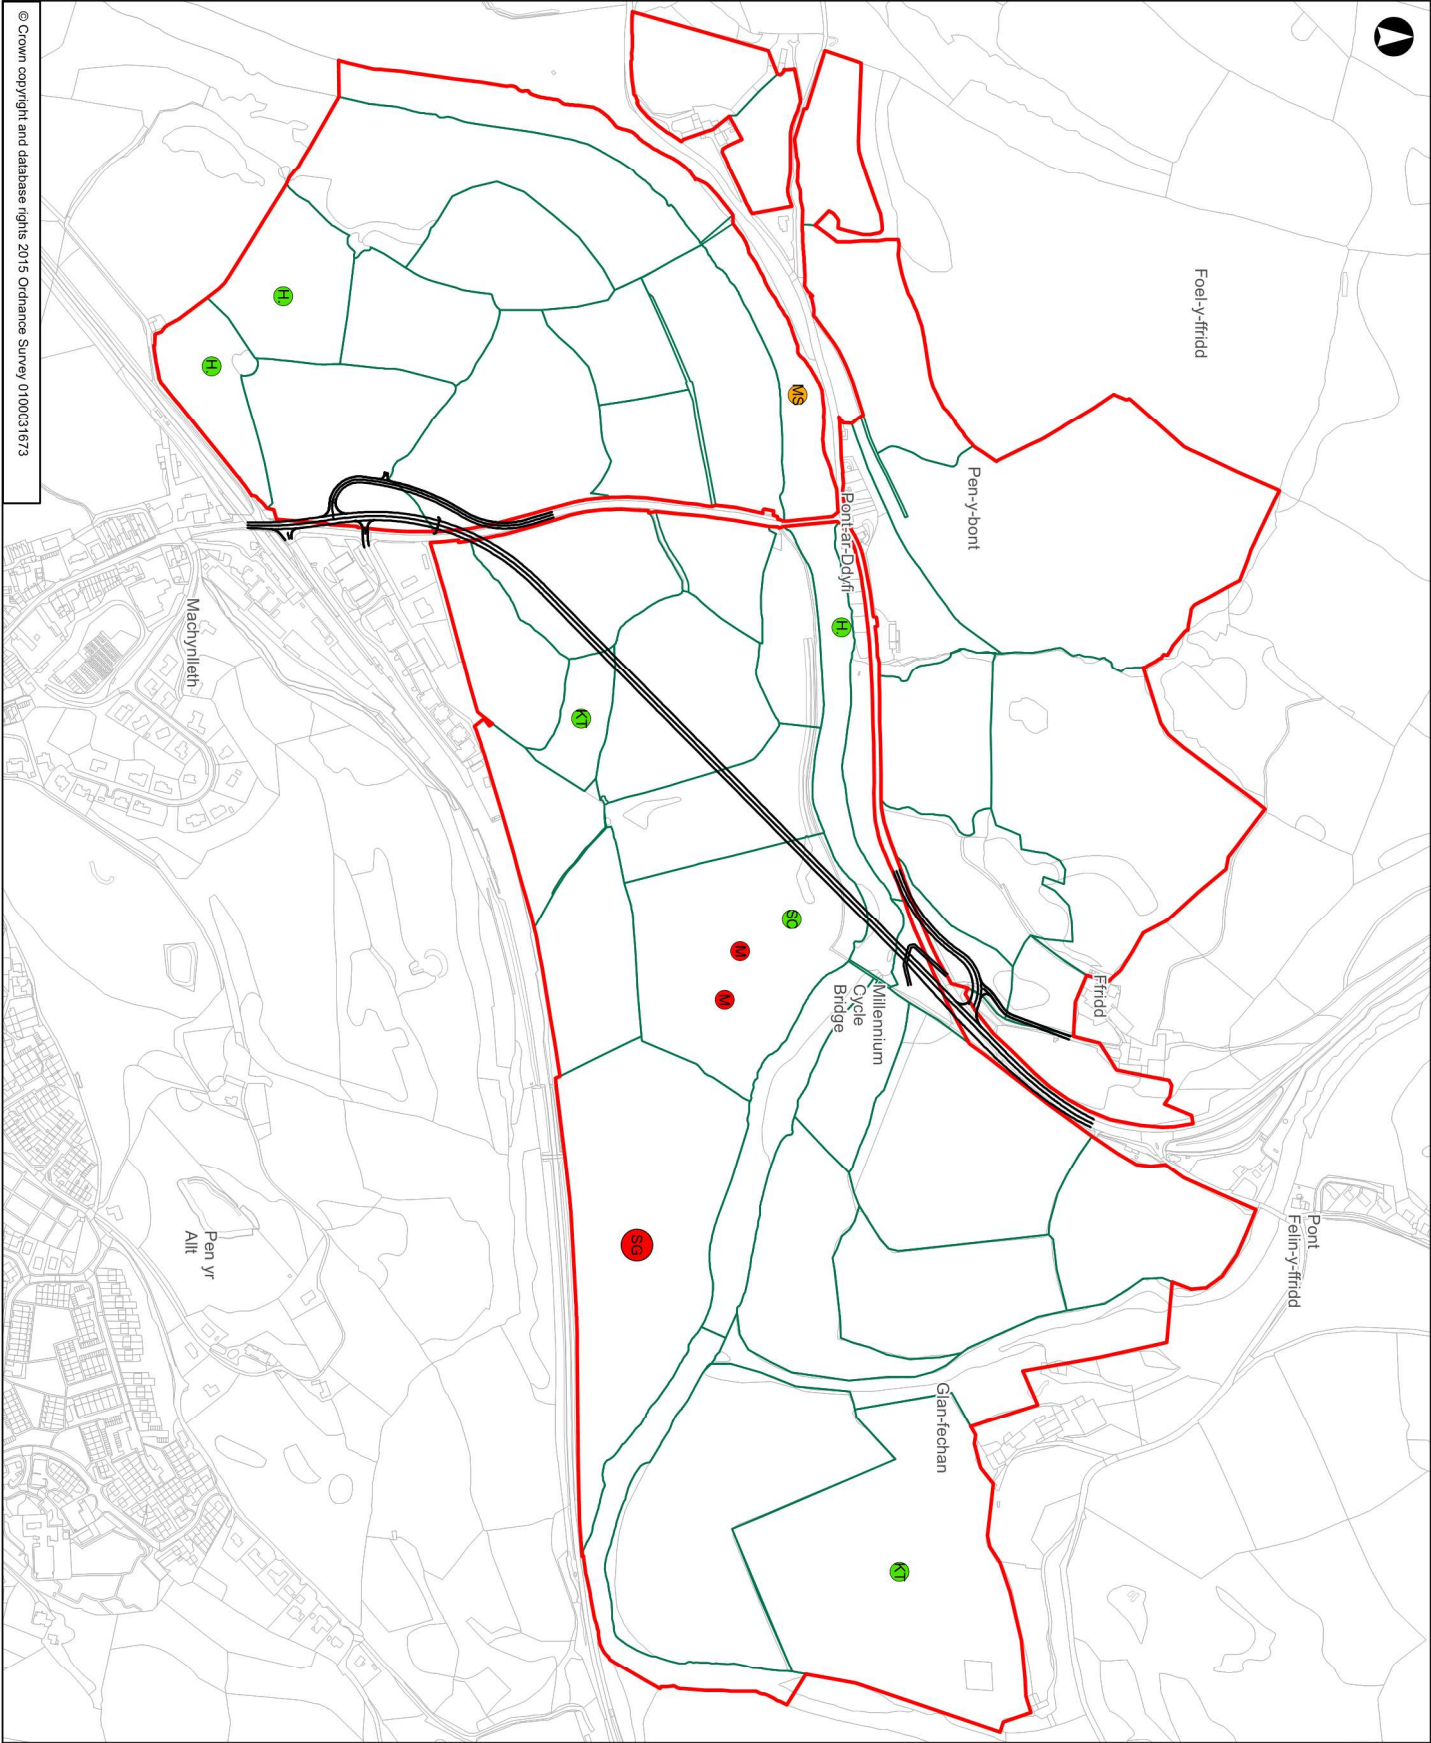 Foel-y-ffridd
Pen-y-bont
Pont-ar-Ddyfi
Ffridd
Pont
Felin-y-ffridd
Millennium
Cycle
Bridge
Glan-fechan
Machynlleth
Pen yr
Allt
MS
H.
H.
H.
KT
SC
M
M
SG
KT
© Crown copyright and database rights 2015 Ordnance Survey 0100031673